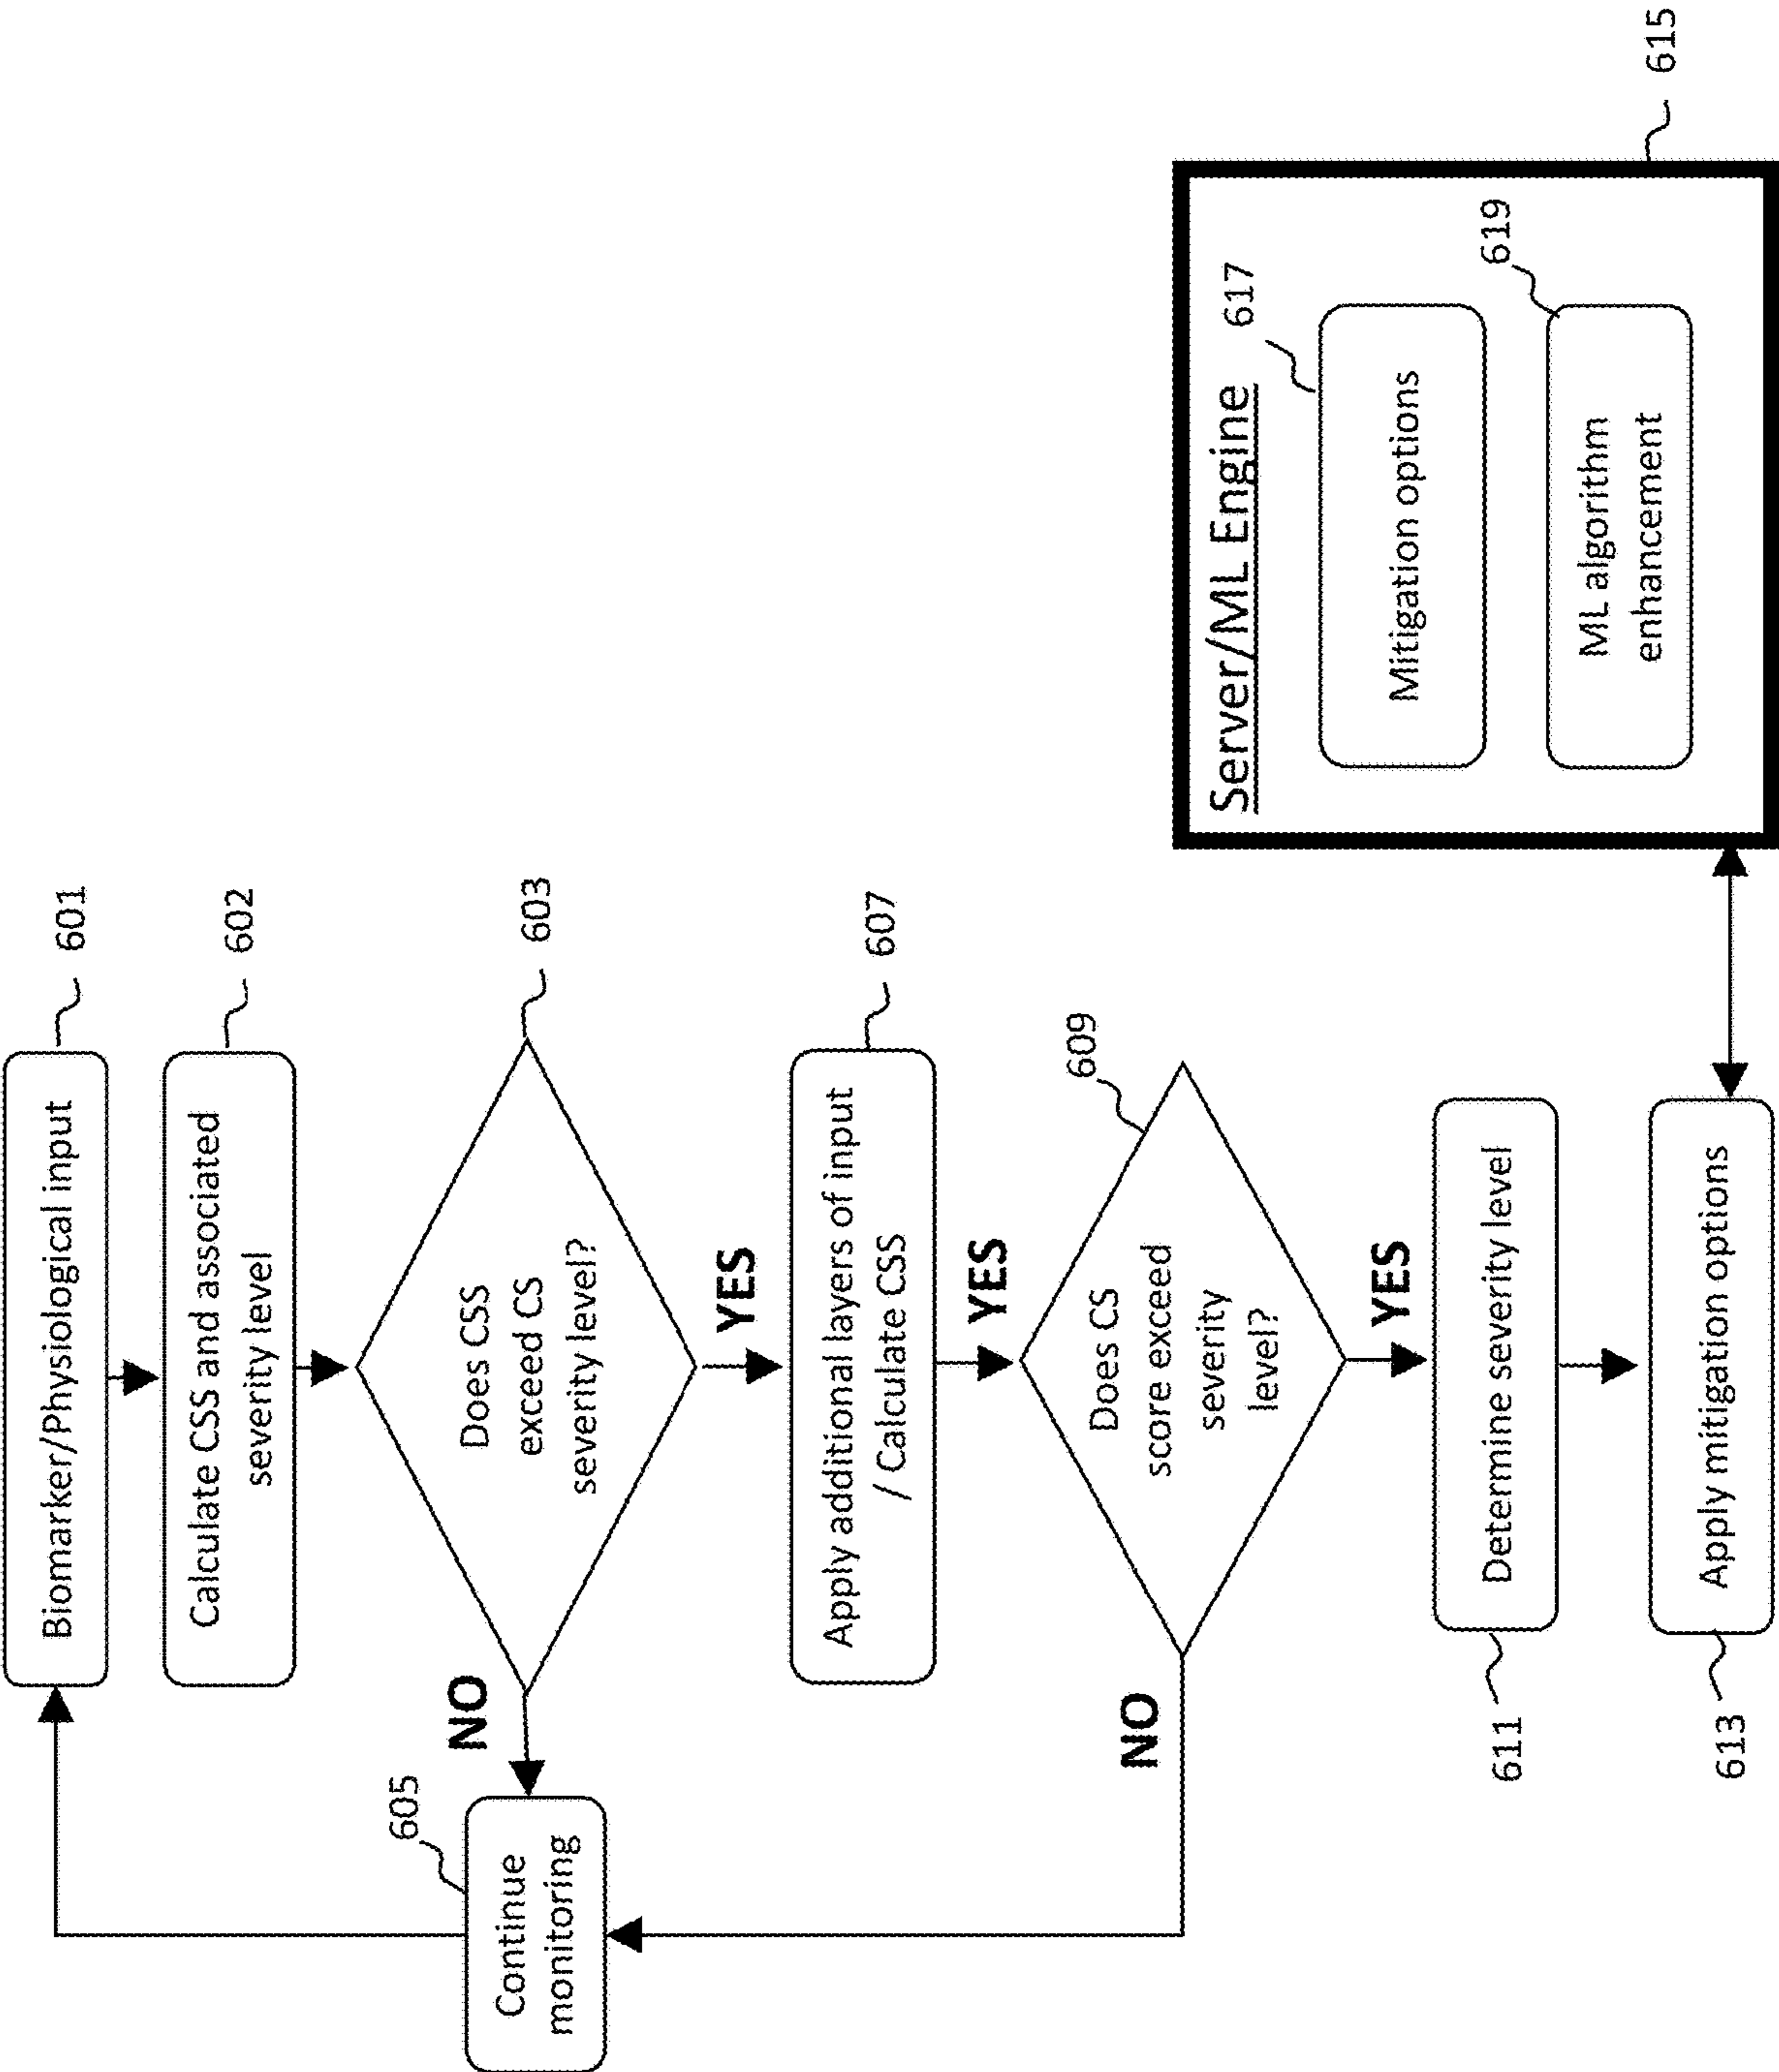 Biomarker/Physiological input
601
Calculate CSS and associated
severity level
602
Does CSS
exceed CS
severity level?
603
NO
Continue
monitoring
605
YES
Apply additional layers of input
/ Calculate CSS
607
YES
Does CS
score exceed
severity
level?
609
NO
YES
Determine severity level
611
Apply mitigation options
613
Server/ML Engine
615
Mitigation options
617
ML algorithm
enhancement
619